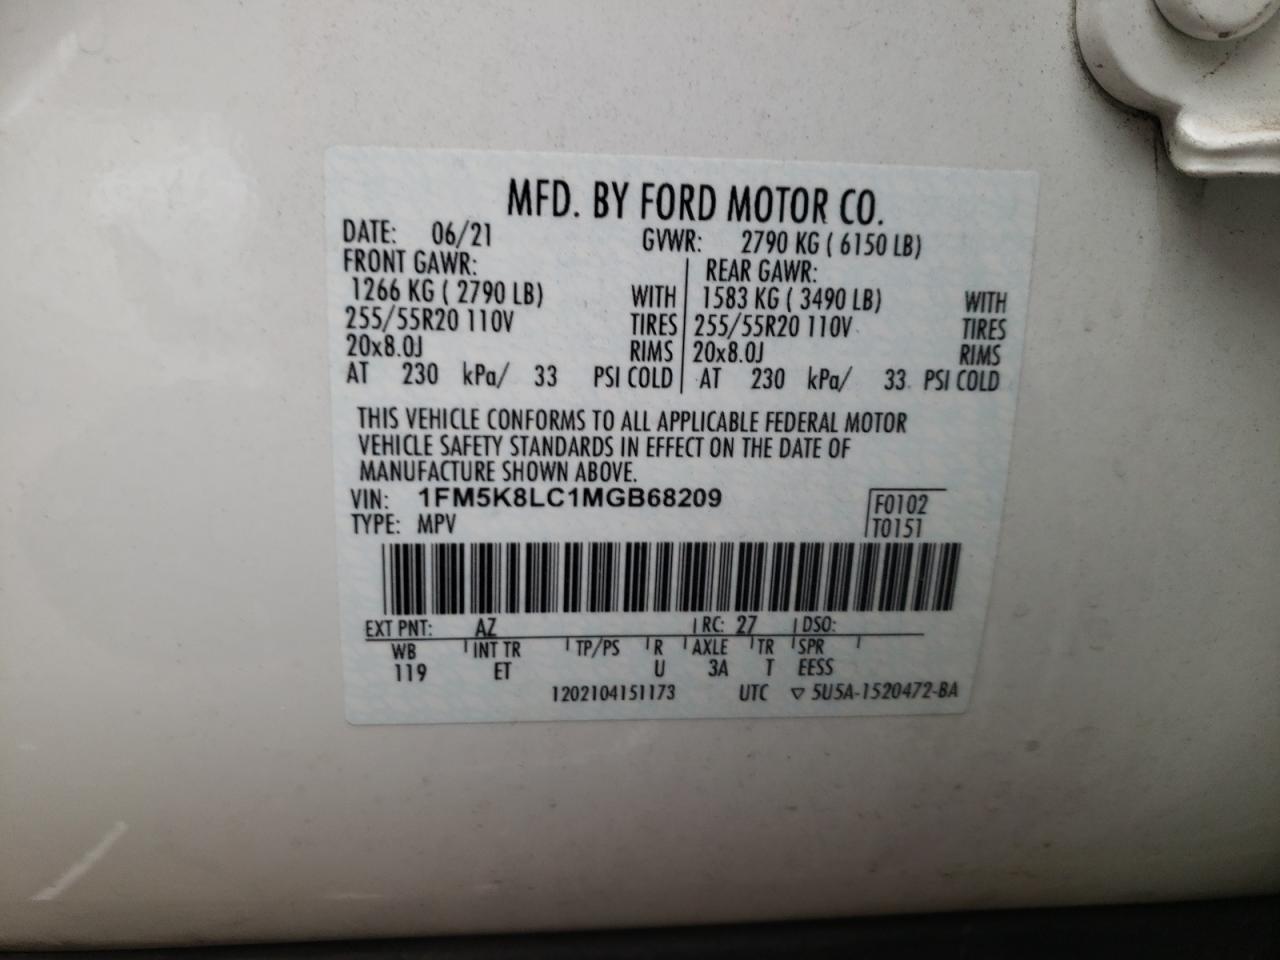 MFD. BY FORD MOTOR CO.
DATE: 06/21 GVWR: 2790 KG ( 6150 LB)
FRONT GAWR: REAR GAWR:
1266 KG ( 2790 LB) WITH 1583 KG ( 3490 LB) WITH
255/55R20 110V TIRES 255/55R20 110V TIRES
20x8.0J RIMS 20x8.0J RIMS
AT 230 kPa/ 33 PSI COLD AT 230 kPa/ 33 PSI COLD
THIS VEHICLE CONFORMS TO ALL APPLICABLE FEDERAL MOTOR
VEHICLE SAFETY STANDARDS IN EFFECT ON THE DATE OF
MANUFACTURE SHOWN ABOVE.
VIN: 1FM5K8LC1MGB68209 F0102
TYPE: MPV T0151
EXT PNT: AZ RC: 27 DSO:
WB INT TR TP/PS R AXLE TR SPR
119 ET U 3A T EESS
1202104151173 UTC ▽ 5U5A-1520472-BA